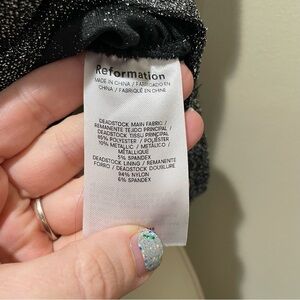 Reformation
MADE IN CHINA / FABRICADO EN
CHINA / FABRIQUÉ EN CHINE
DEADSTOCK MAIN FABRIC /
REMANENTE TEJIDO PRINCIPAL /
DEADSTOCK TISSU PRINCIPAL
85% POLYESTER / POLIÉSTER
10% METALLIC / METÁLICO /
MÉTALLIQUE
5% SPANDEX
DEADSTOCK LINING / REMANENTE
FORRO / DEADSTOCK DOUBLURE
94% NYLON
6% SPANDEX